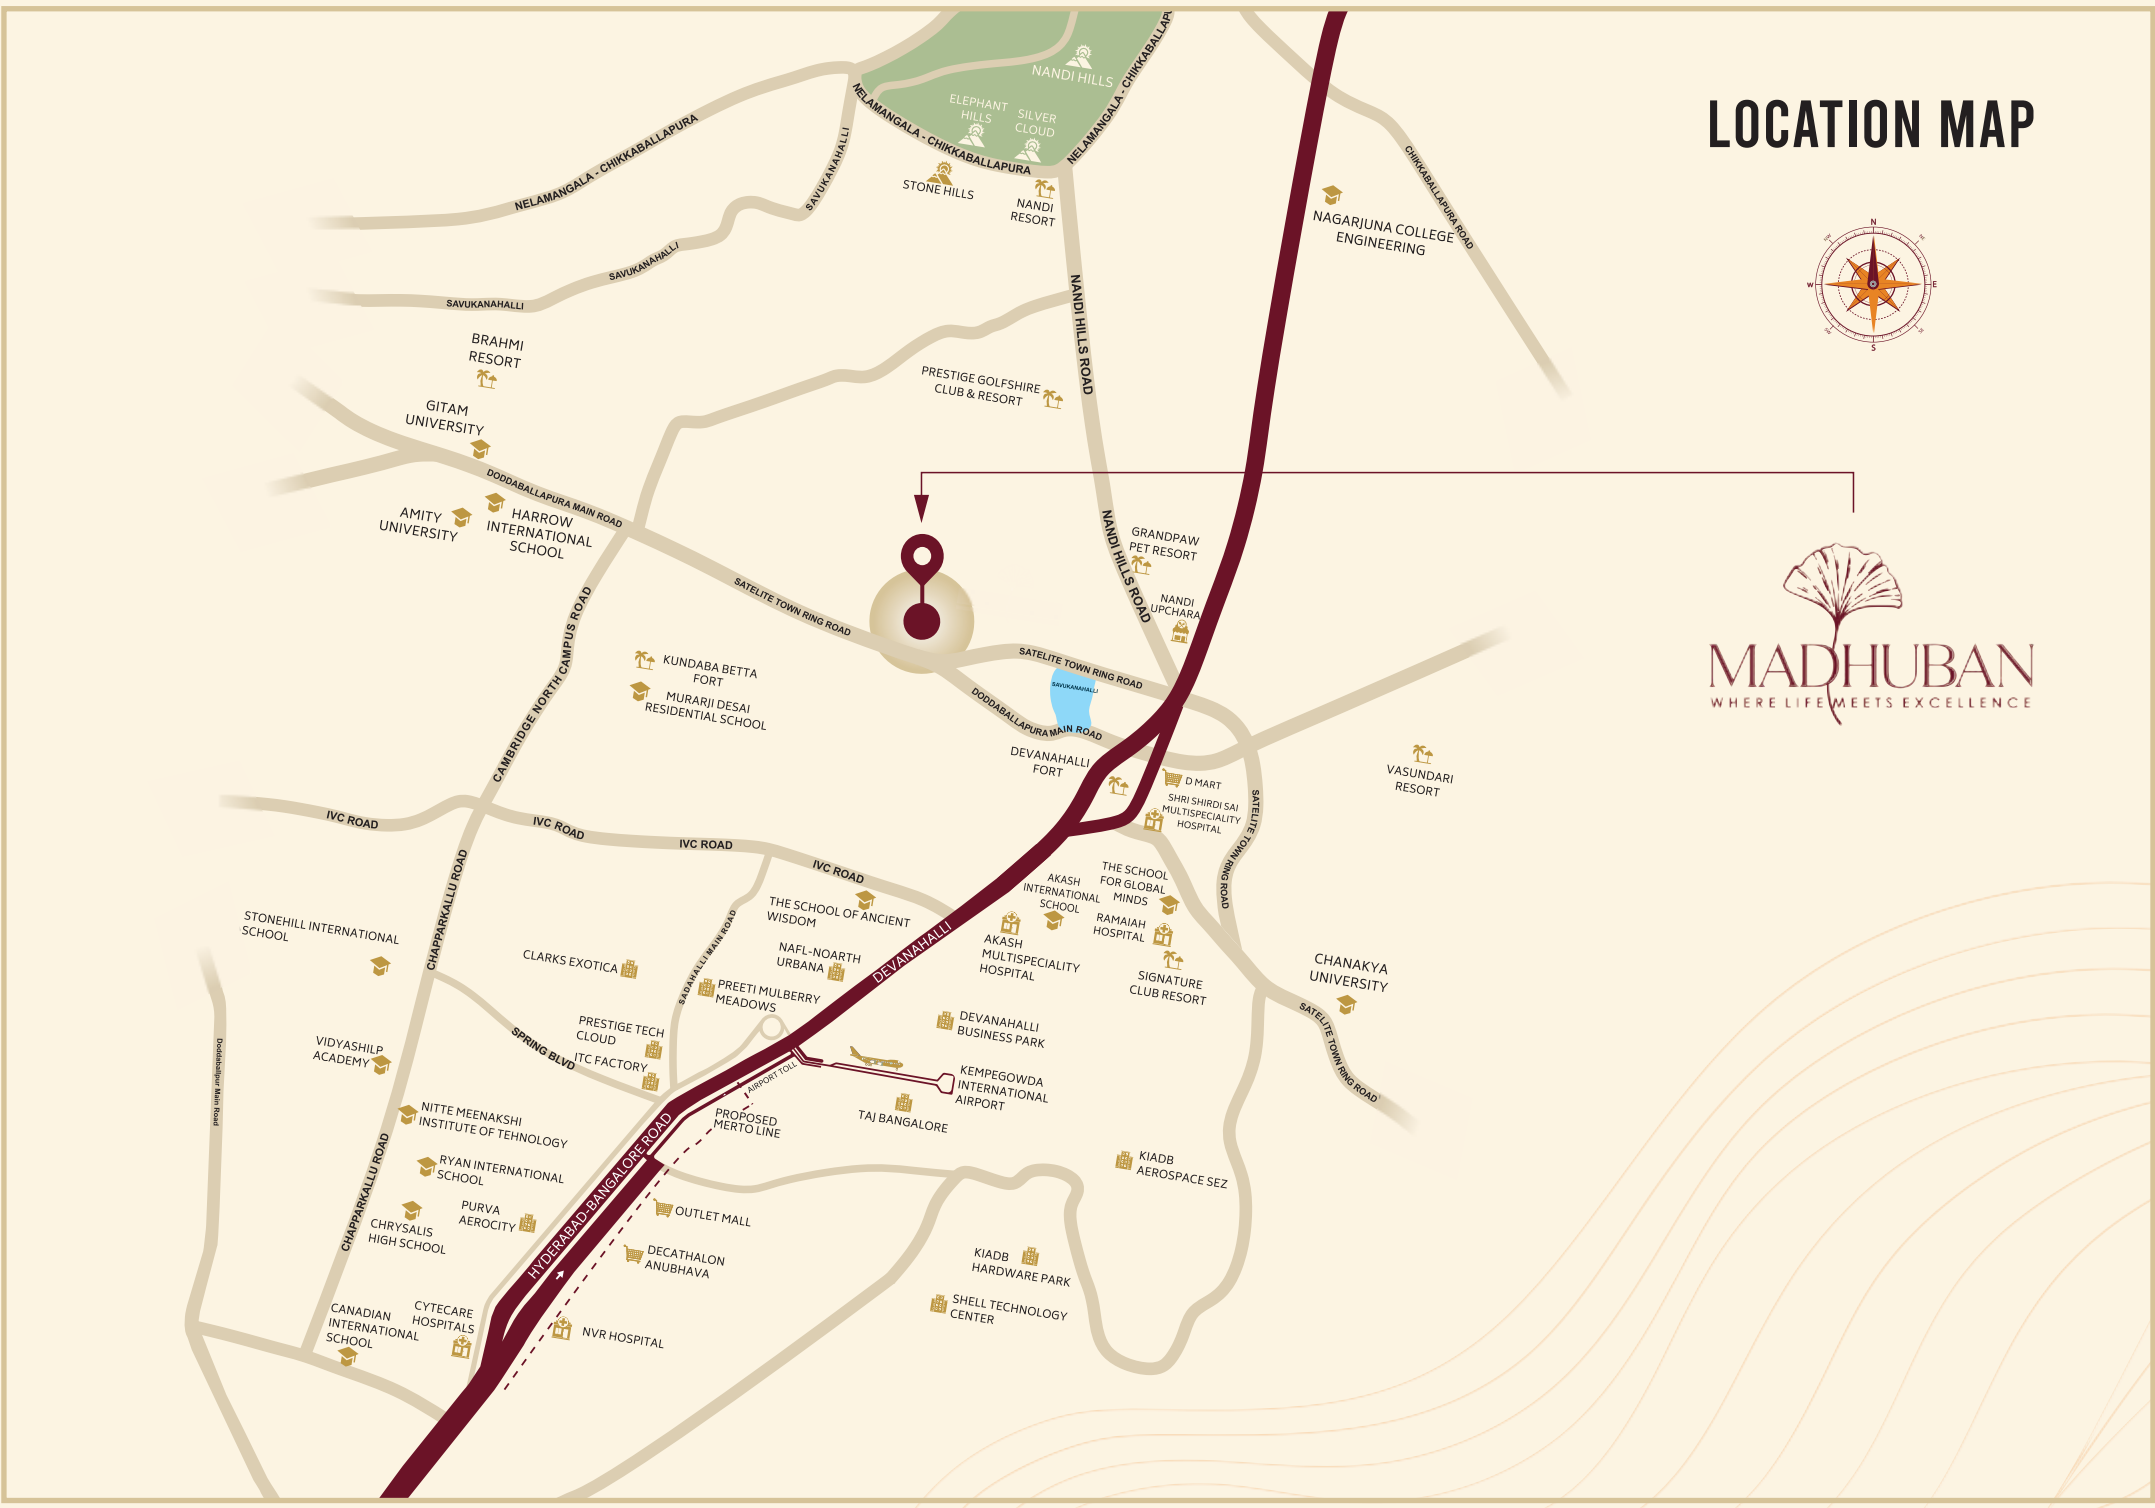 LOCATION MAP
N
W
E
S
NANDI HILLS
ELEPHANT
HILLS
SILVER
CLOUD
NELAMANGALA - CHIKKABALLAPURA
NELAMANGALA - CHIKKABALLAPU
NELAMANGALA - CHIKKABALLAPURA
STONE HILLS
NANDI
RESORT
SAVUKANAHALLI
SAVUKANAHALLI
SAVUKANAHALLI
CHIKKABALLAPURA ROAD
NAGARJUNA COLLEGE
ENGINEERING
BRAHMI
RESORT
GITAM
UNIVERSITY
NANDI HILLS ROAD
PRESTIGE GOLFSHIRE
CLUB & RESORT
DODDABALLAPURA MAIN ROAD
AMITY
UNIVERSITY
HARROW
INTERNATIONAL
SCHOOL
NANDI HILLS ROAD
GRANDPAW
PET RESORT
NANDI
UPCHARA
SATELITE TOWN RING ROAD
SATELITE TOWN RING ROAD
SAVUKANAHALLI
DODDABALLAPURA MAIN ROAD
MADHUBAN
WHERE LIFE MEETS EXCELLENCE
CAMBRIDGE NORTH CAMPUS ROAD
KUNDABA BETTA
FORT
MURARJI DESAI
RESIDENTIAL SCHOOL
DEVANAHALLI
FORT
D MART
SHRI SHIRDI SAI
MULTISPECIALITY
HOSPITAL
SATELITE TOWN RING ROAD
VASUNDARI
RESORT
IVC ROAD
IVC ROAD
IVC ROAD
IVC ROAD
CHAPPARKALLU ROAD
THE SCHOOL OF ANCIENT
WISDOM
AKASH
INTERNATIONAL
SCHOOL
THE SCHOOL
FOR GLOBAL
MINDS
RAMAIAH
HOSPITAL
STONEHILL INTERNATIONAL
SCHOOL
SADAHALLI MAIN ROAD
DEVANAHALLI
AKASH
MULTISPECIALITY
HOSPITAL
CLARKS EXOTICA
NAFL-NOARTH
URBANA
PREETI MULBERRY
MEADOWS
SIGNATURE
CLUB RESORT
CHANAKYA
UNIVERSITY
SATELITE TOWN RING ROAD
Doddaballpur Main Road
VIDYASHILP
ACADEMY
SPRING BLVD
PRESTIGE TECH
CLOUD
ITC FACTORY
DEVANAHALLI
BUSINESS PARK
AIRPORT TOLL
KEMPEGOWDA
INTERNATIONAL
AIRPORT
TAJ BANGALORE
PROPOSED
MERTO LINE
NITTE MEENAKSHI
INSTITUTE OF TEHNOLOGY
RYAN INTERNATIONAL
SCHOOL
CHAPPARKALLU ROAD
HYDERABAD-BANGALORE ROAD
KIADB
AEROSPACE SEZ
PURVA
AEROCITY
CHRYSALIS
HIGH SCHOOL
OUTLET MALL
DECATHALON
ANUBHAVA
KIADB
HARDWARE PARK
SHELL TECHNOLOGY
CENTER
CANADIAN
INTERNATIONAL
SCHOOL
CYTECARE
HOSPITALS
NVR HOSPITAL